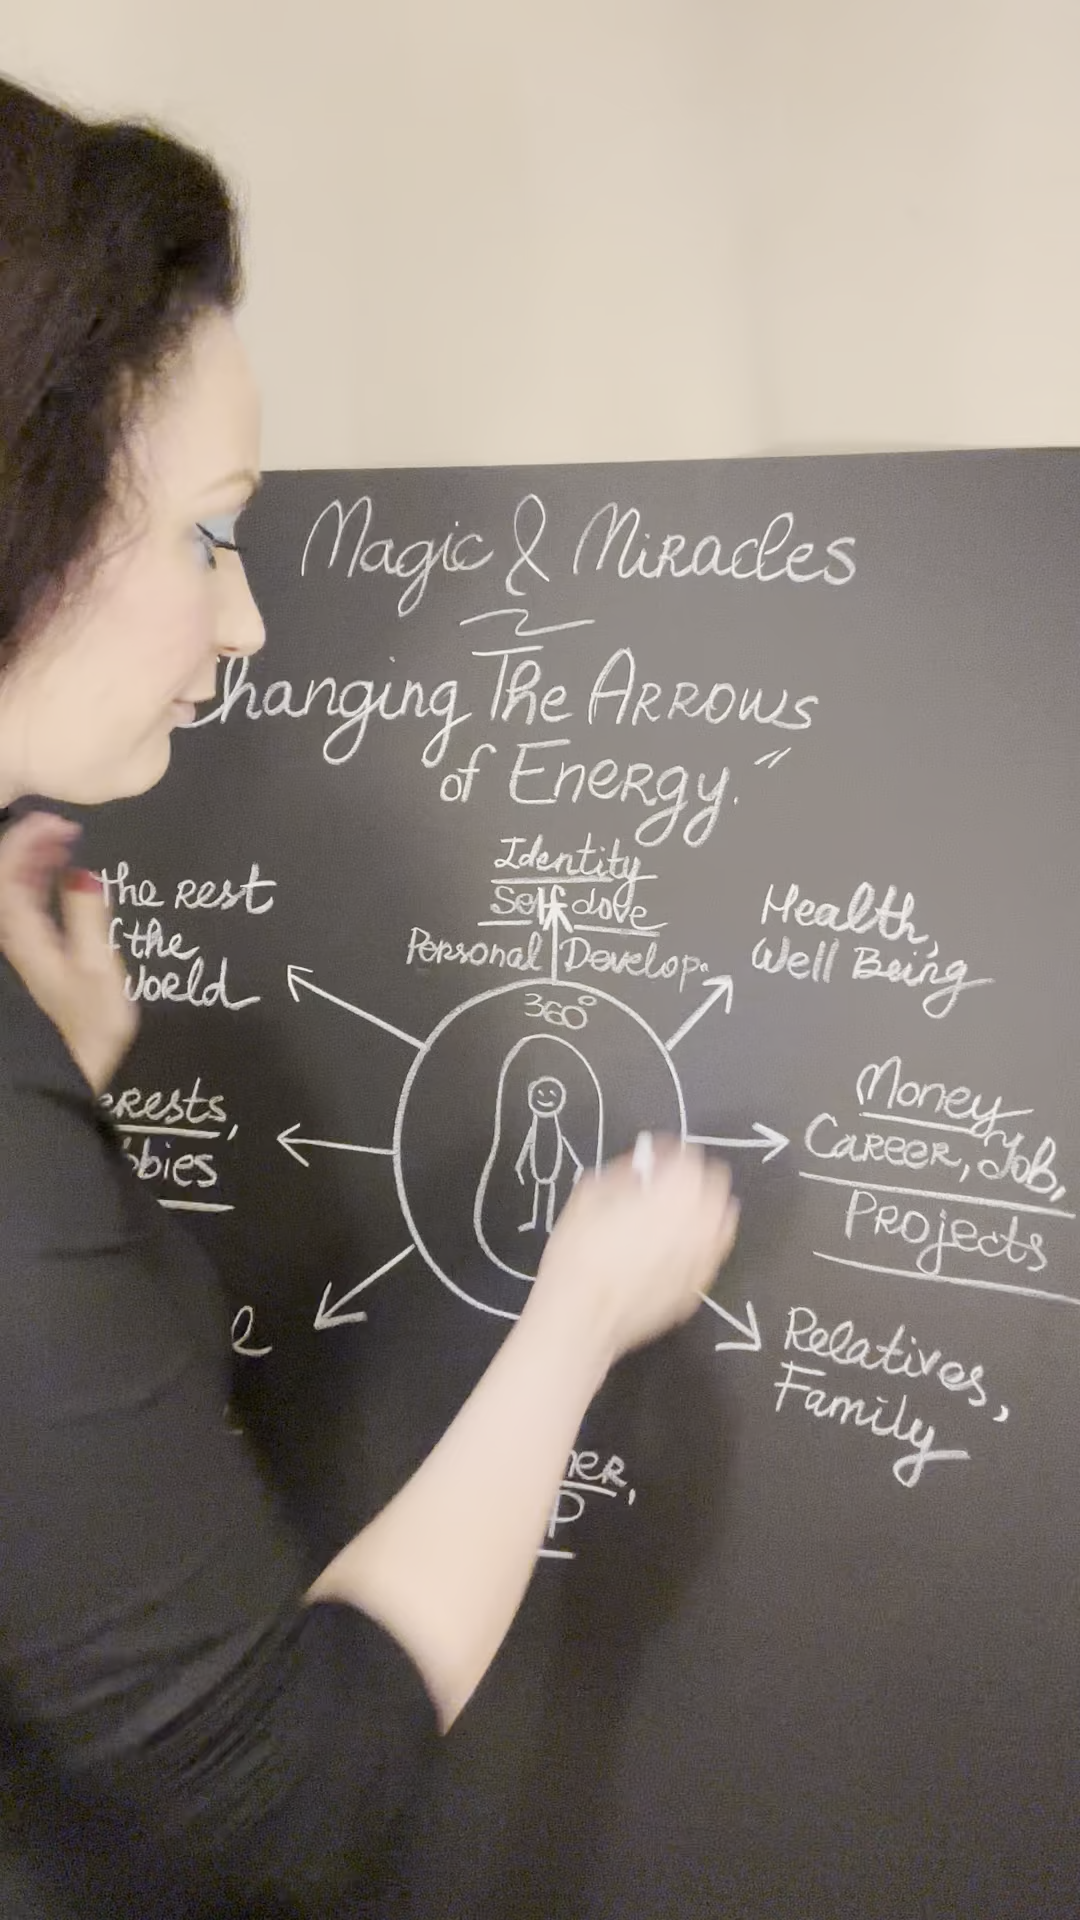 Magic & Miracles
Changing The Arrows
of Energy."
Identity
Self-Love
Personal Develop.
the rest
of the
World
Health,
Well Being
360°
Money
Career, Job,
Projects
Relatives,
Family